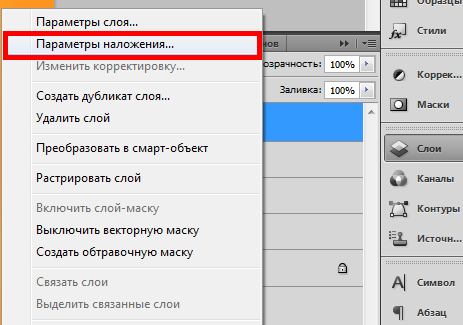 Образцы
Параметры слоя...
Стили
Параметры наложения...
Изменить корректировку...
100%
Коррек...
Создать дубликат слоя...
Заливка: 100%
Маски
Удалить слой
Преобразовать в смарт-объект
Слои
Растрировать слой
Каналы
Включить слой-маску
Контуры
Выключить векторную маску
Источн...
Создать обтравочную маску
Связать слои
Символ
Выделить связанные слои
Абзац